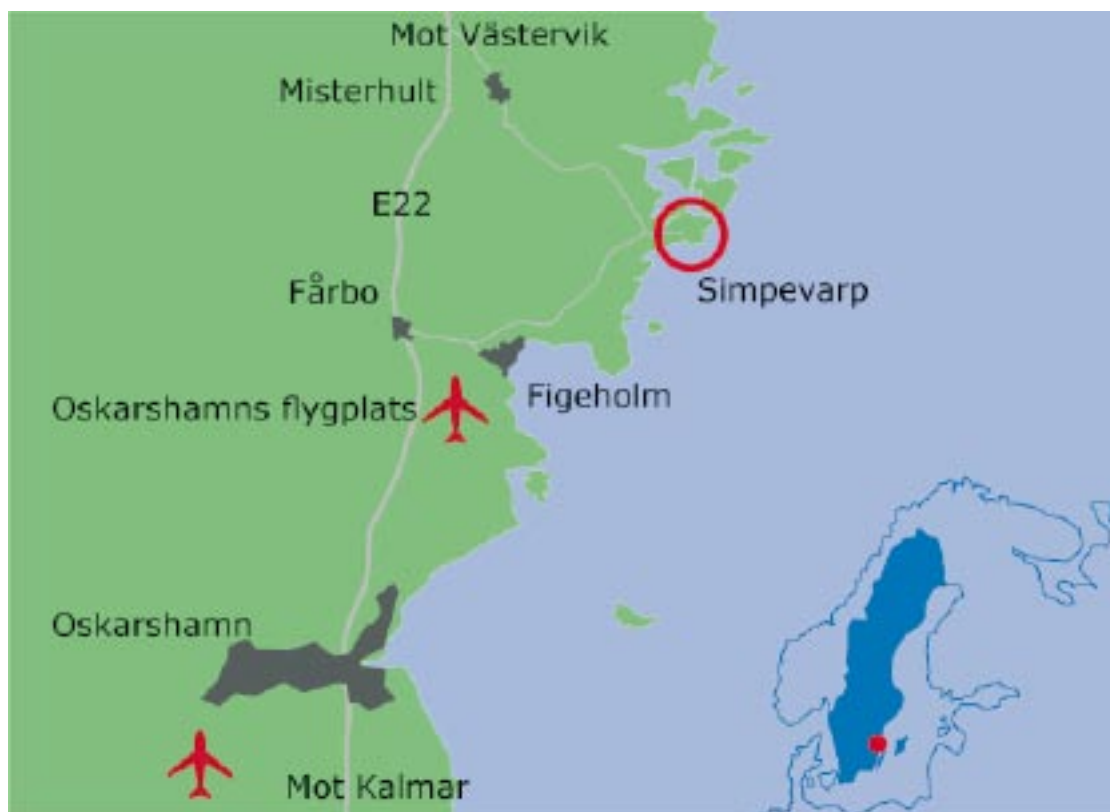 Mot Västervik
Misterhult
E22
Fårbo
Simpevarp
Figeholm
Oskarshamns flygplats
Oskarshamn
Mot Kalmar